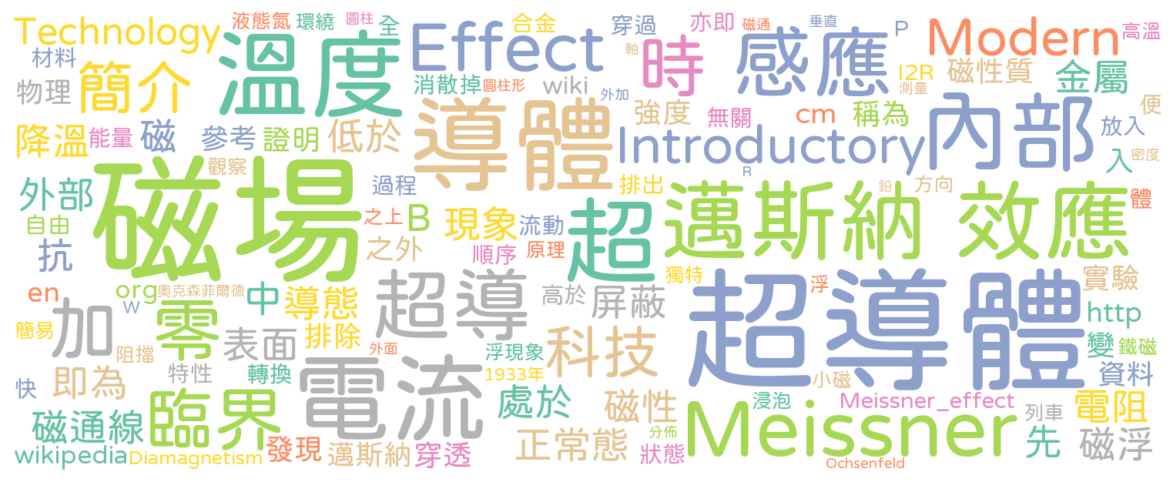 Technology
液態氮
環繞
圓柱
全
溫度
Effect
合金
穿過
亦即
磁通
垂直
P
Modern
高溫
材料
簡介
消散掉
圓柱形
wiki
軸
時
感應
外加
I2R
測量
磁性質
金屬
物理
導體
強度
無關
cm
稱為
內部
便
放入
降溫
能量
磁
參考
證明
低於
Introductory
入
密度
觀察
R
外部
磁場
過程
排出
超
邁斯納 效應
鉛
方向
體
自由
之上
B
現象
流動
抗
之外
順序
原理
獨特
浮
實驗
en
org
奧克森菲爾德
中
導態
超導
高於
屏蔽
超導體
http
W
加
零
簡易
阻擋
表面
排除
外面
電流
浮現象
科技
變
鐵磁
快
即為
特性
轉換
1933年
小磁
資料
磁通線
臨界
處於
磁性
Meissner
浸泡
Meissner_effect
列車
電阻
wikipedia
Diamagnetism
發現
邁斯納
穿透
正常態
分佈
狀態
Ochsenfeld
先
磁浮